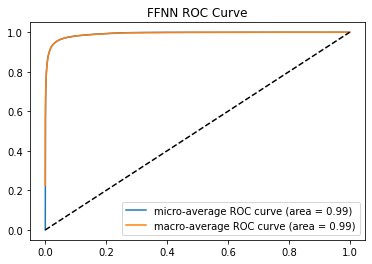 FFNN ROC Curve
1.0
0.8
0.6
0.4
0.2
0.0
micro-average ROC curve (area = 0.99)
macro-average ROC curve (area = 0.99)
0.0 0.2 0.4 0.6 0.8 1.0